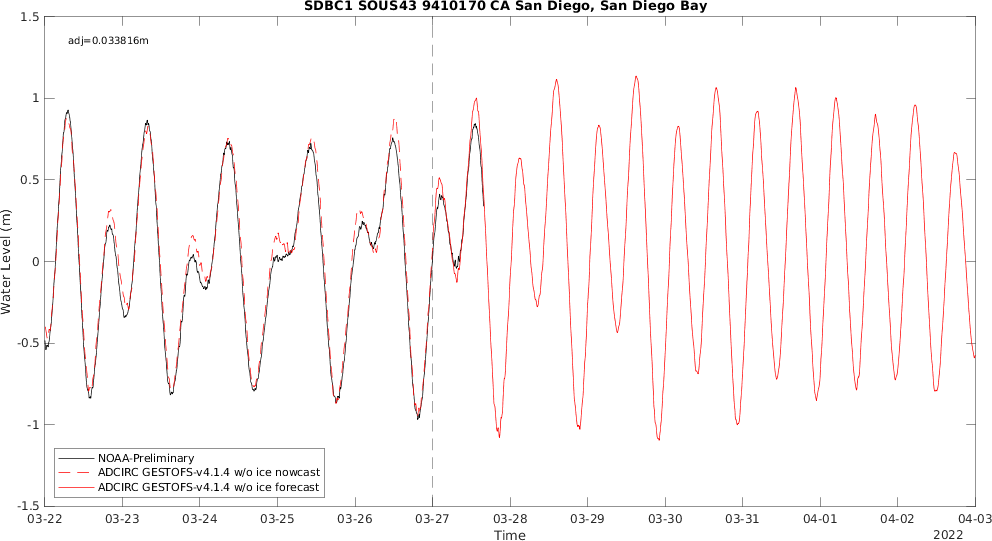 SDBC1 SOUS43 9410170 CA San Diego, San Diego Bay
adj=0.033816m
Water Level (m)
1.5
1
0.5
0
-0.5
-1
-1.5
NOAA-Preliminary
ADCIRC GESTOFS-v4.1.4 w/o ice nowcast
ADCIRC GESTOFS-v4.1.4 w/o ice forecast
03-22 03-23 03-24 03-25 03-26 03-27 03-28 03-29 03-30 03-31 04-01 04-02 04-03
Time
2022